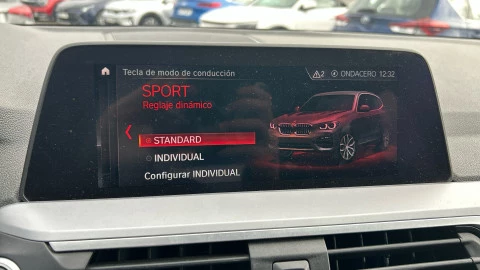 Tecla de modo de conducción
2 ONDACERO 12:32
SPORT
Reglaje dinámico
STANDARD
INDIVIDUAL
Configurar INDIVIDUAL